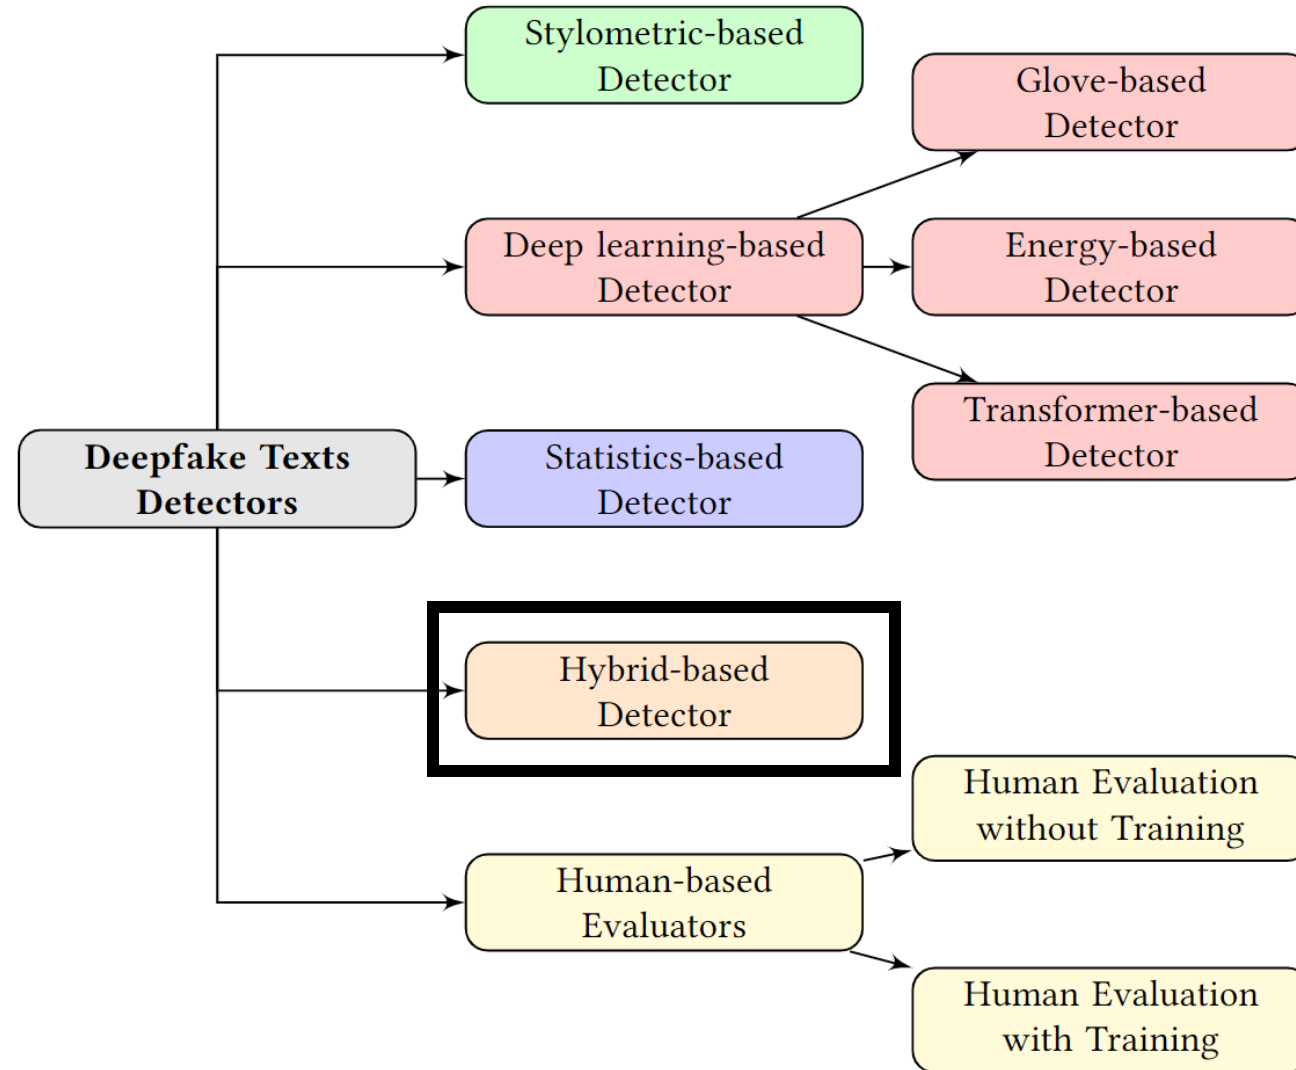 Stylometric-based
Detector
Glove-based
Detector
Deep learning-based
Detector
Energy-based
Detector
Transformer-based
Detector
Deepfake Texts
Detectors
Statistics-based
Detector
Hybrid-based
Detector
Human Evaluation
without Training
Human-based
Evaluators
Human Evaluation
with Training